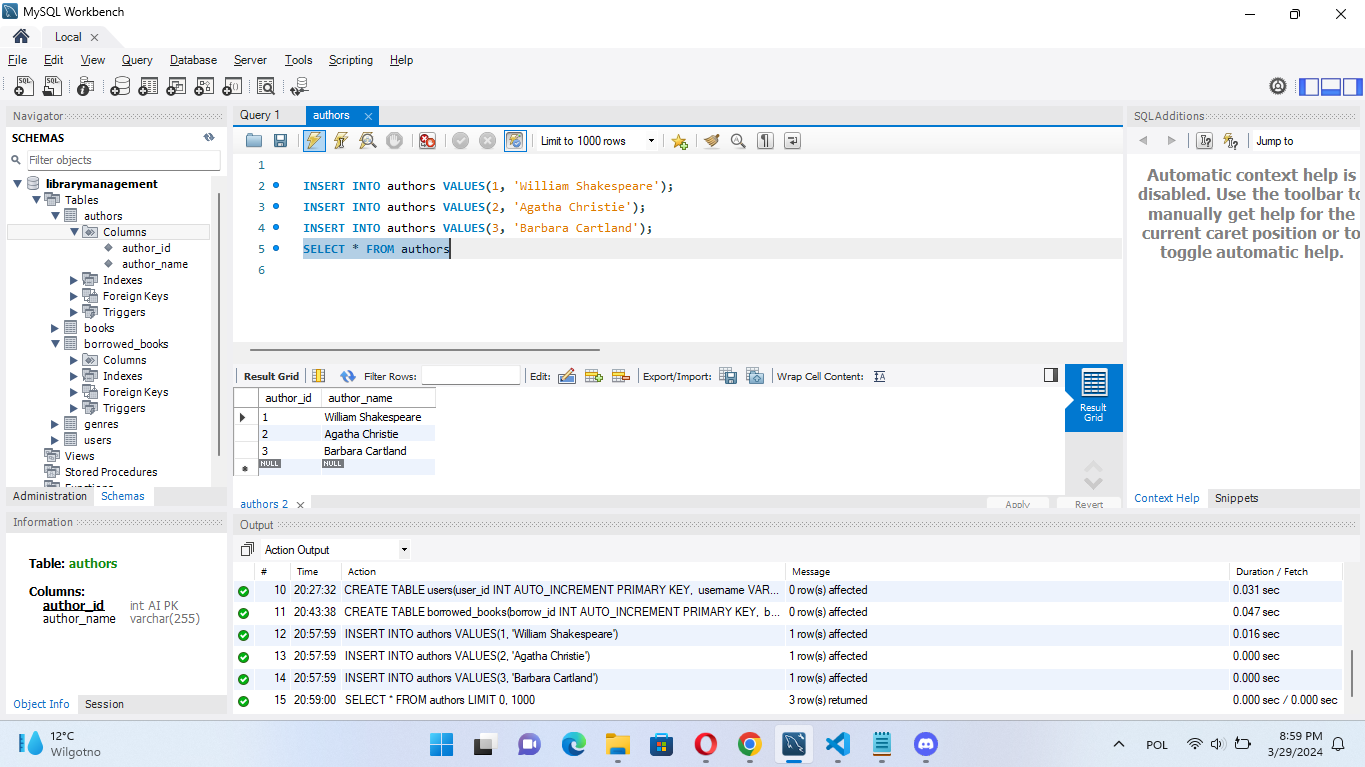 MySQL Workbench
Local
File Edit View Query Database Server Tools Scripting Help
Navigator
SCHEMAS
Filter objects
librarymanagement
Tables
authors
Columns
author_id
author_name
Indexes
Foreign Keys
Triggers
books
borrowed_books
Columns
Indexes
Foreign Keys
Triggers
genres
users
Views
Stored Procedures
Functions
Administration Schemas
Information
Table: authors
Columns:
author_id int AI PK
author_name varchar(255)
Object Info Session
Query 1 authors
Limit to 1000 rows
1
2 INSERT INTO authors VALUES(1, 'William Shakespeare');
3 INSERT INTO authors VALUES(2, 'Agatha Christie');
4 INSERT INTO authors VALUES(3, 'Barbara Cartland');
5 SELECT * FROM authors
6
Result Grid Filter Rows: Edit: Export/Import: Wrap Cell Content:
author_id author_name
1 William Shakespeare
2 Agatha Christie
3 Barbara Cartland
NULL NULL
Result
Grid
authors 2 Apply Revert
SQLAdditions
Jump to
Automatic context help is
disabled. Use the toolbar to
manually get help for the
current caret position or to
toggle automatic help.
Context Help Snippets
Output
Action Output
# Time Action Message Duration / Fetch
10 20:27:32 CREATE TABLE users(user_id INT AUTO_INCREMENT PRIMARY KEY, username VAR... 0 row(s) affected 0.031 sec
11 20:43:38 CREATE TABLE borrowed_books(borrow_id INT AUTO_INCREMENT PRIMARY KEY, b... 0 row(s) affected 0.047 sec
12 20:57:59 INSERT INTO authors VALUES(1, 'William Shakespeare') 1 row(s) affected 0.016 sec
13 20:57:59 INSERT INTO authors VALUES(2, 'Agatha Christie') 1 row(s) affected 0.000 sec
14 20:57:59 INSERT INTO authors VALUES(3, 'Barbara Cartland') 1 row(s) affected 0.000 sec
15 20:59:00 SELECT * FROM authors LIMIT 0, 1000 3 row(s) returned 0.000 sec / 0.000 sec
12°C
Wilgotno
POL
8:59 PM
3/29/2024